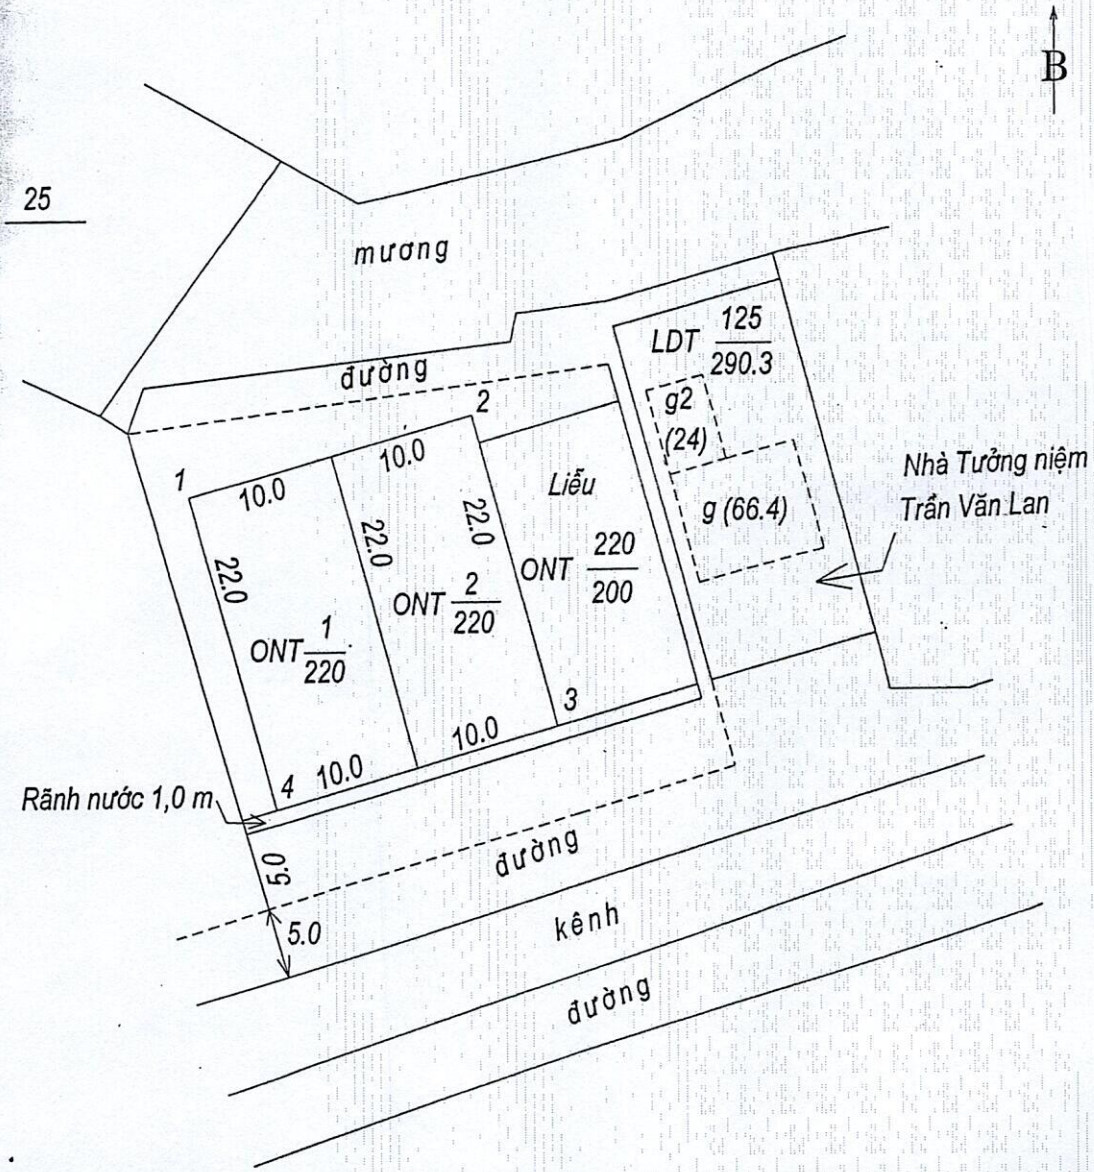 B
25
mương
LDT 125/290.3
đường
2
g2
(24)
10.0
1
10.0
Liễu
Nhà Tưởng niệm
Trần Văn Lan
g (66.4)
22.0
22.0
22.0
ONT 220/200
ONT 2/220
ONT 1/220
3
10.0
4
10.0
Rãnh nước 1,0 m
5.0
đường
5.0
kênh
đường